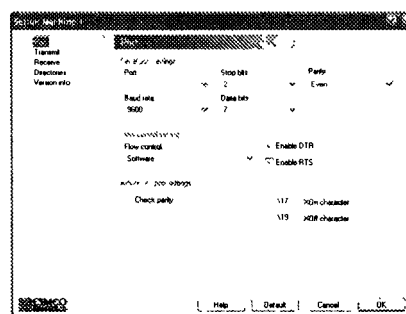 Transmit
Receive
Directories
Version info
Port Stop bits Parity
2 Even
Baud rate Data bits
9600 7
Flow control Enable DTR
Software Enable RTS
Check parity \17 XOn character
\19 XOff character
Help Default Cancel OK